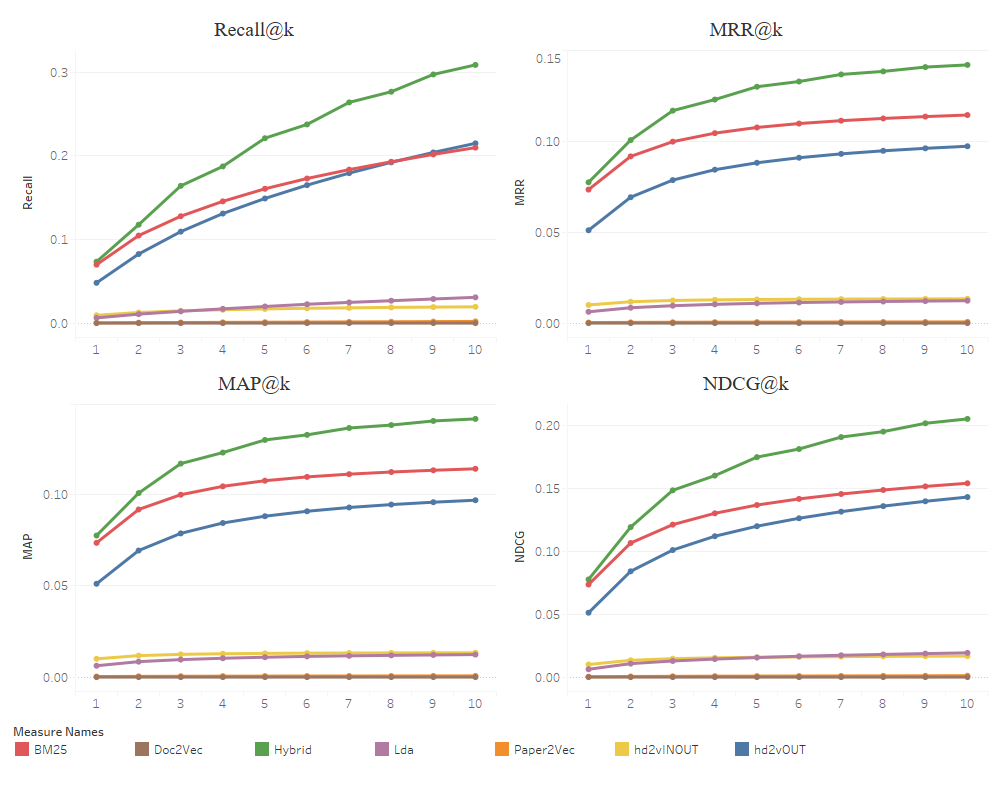 Recall@k
MRR@k
0.3
0.2
0.1
0.0
Recall
1 2 3 4 5 6 7 8 9 10
0.15
0.10
0.05
0.00
MRR
1 2 3 4 5 6 7 8 9 10
MAP@k
NDCG@k
0.10
0.05
0.00
MAP
1 2 3 4 5 6 7 8 9 10
0.20
0.15
0.10
0.05
0.00
NDCG
1 2 3 4 5 6 7 8 9 10
Measure Names
BM25 Doc2Vec Hybrid Lda Paper2Vec hd2vINOUT hd2vOUT